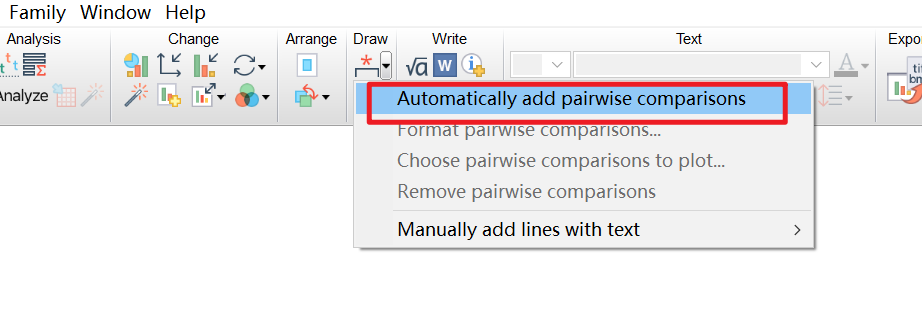 Family Window Help
Analysis Change Arrange Draw Write Text Expo
Analyze
Automatically add pairwise comparisons
Format pairwise comparisons...
Choose pairwise comparisons to plot...
Remove pairwise comparisons
Manually add lines with text